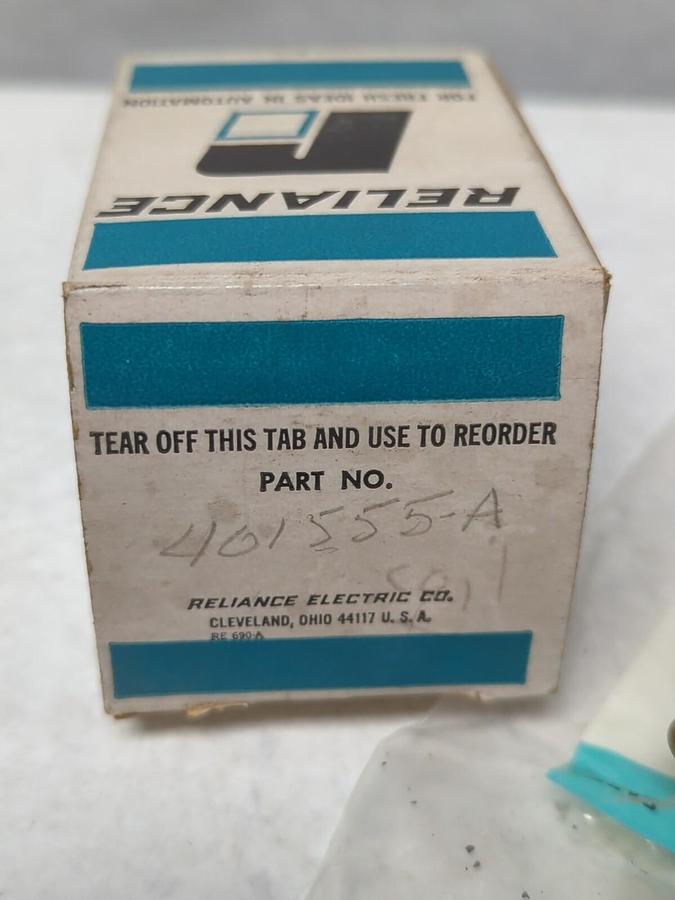 FOR FRESH IDEAS IN AUTOMATION
RELIANCE
TEAR OFF THIS TAB AND USE TO REORDER
PART NO.
401555-A
Coil
RELIANCE ELECTRIC CO.
CLEVELAND, OHIO 44117 U. S. A.
RE 690-A